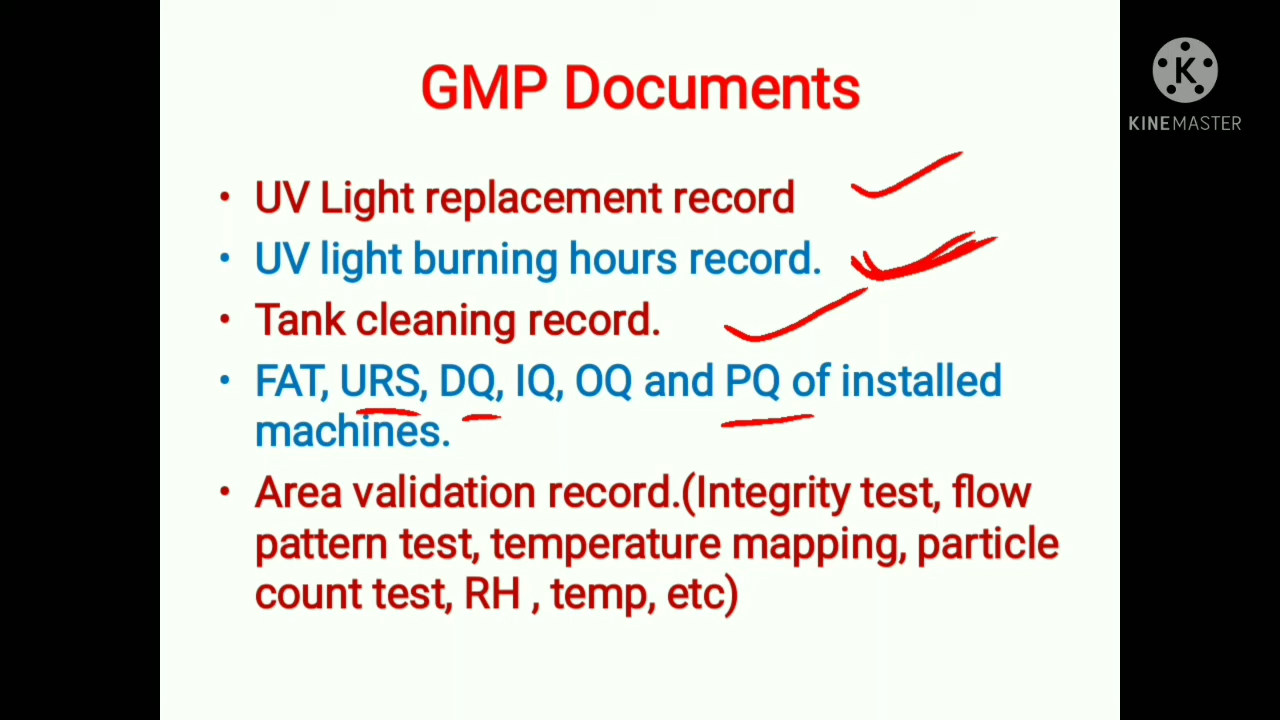 GMP Documents
K
KINEMASTER
• UV Light replacement record
• UV light burning hours record.
• Tank cleaning record.
• FAT, URS, DQ, IQ, OQ and PQ of installed
machines.
• Area validation record.(Integrity test, flow
pattern test, temperature mapping, particle
count test, RH , temp, etc)